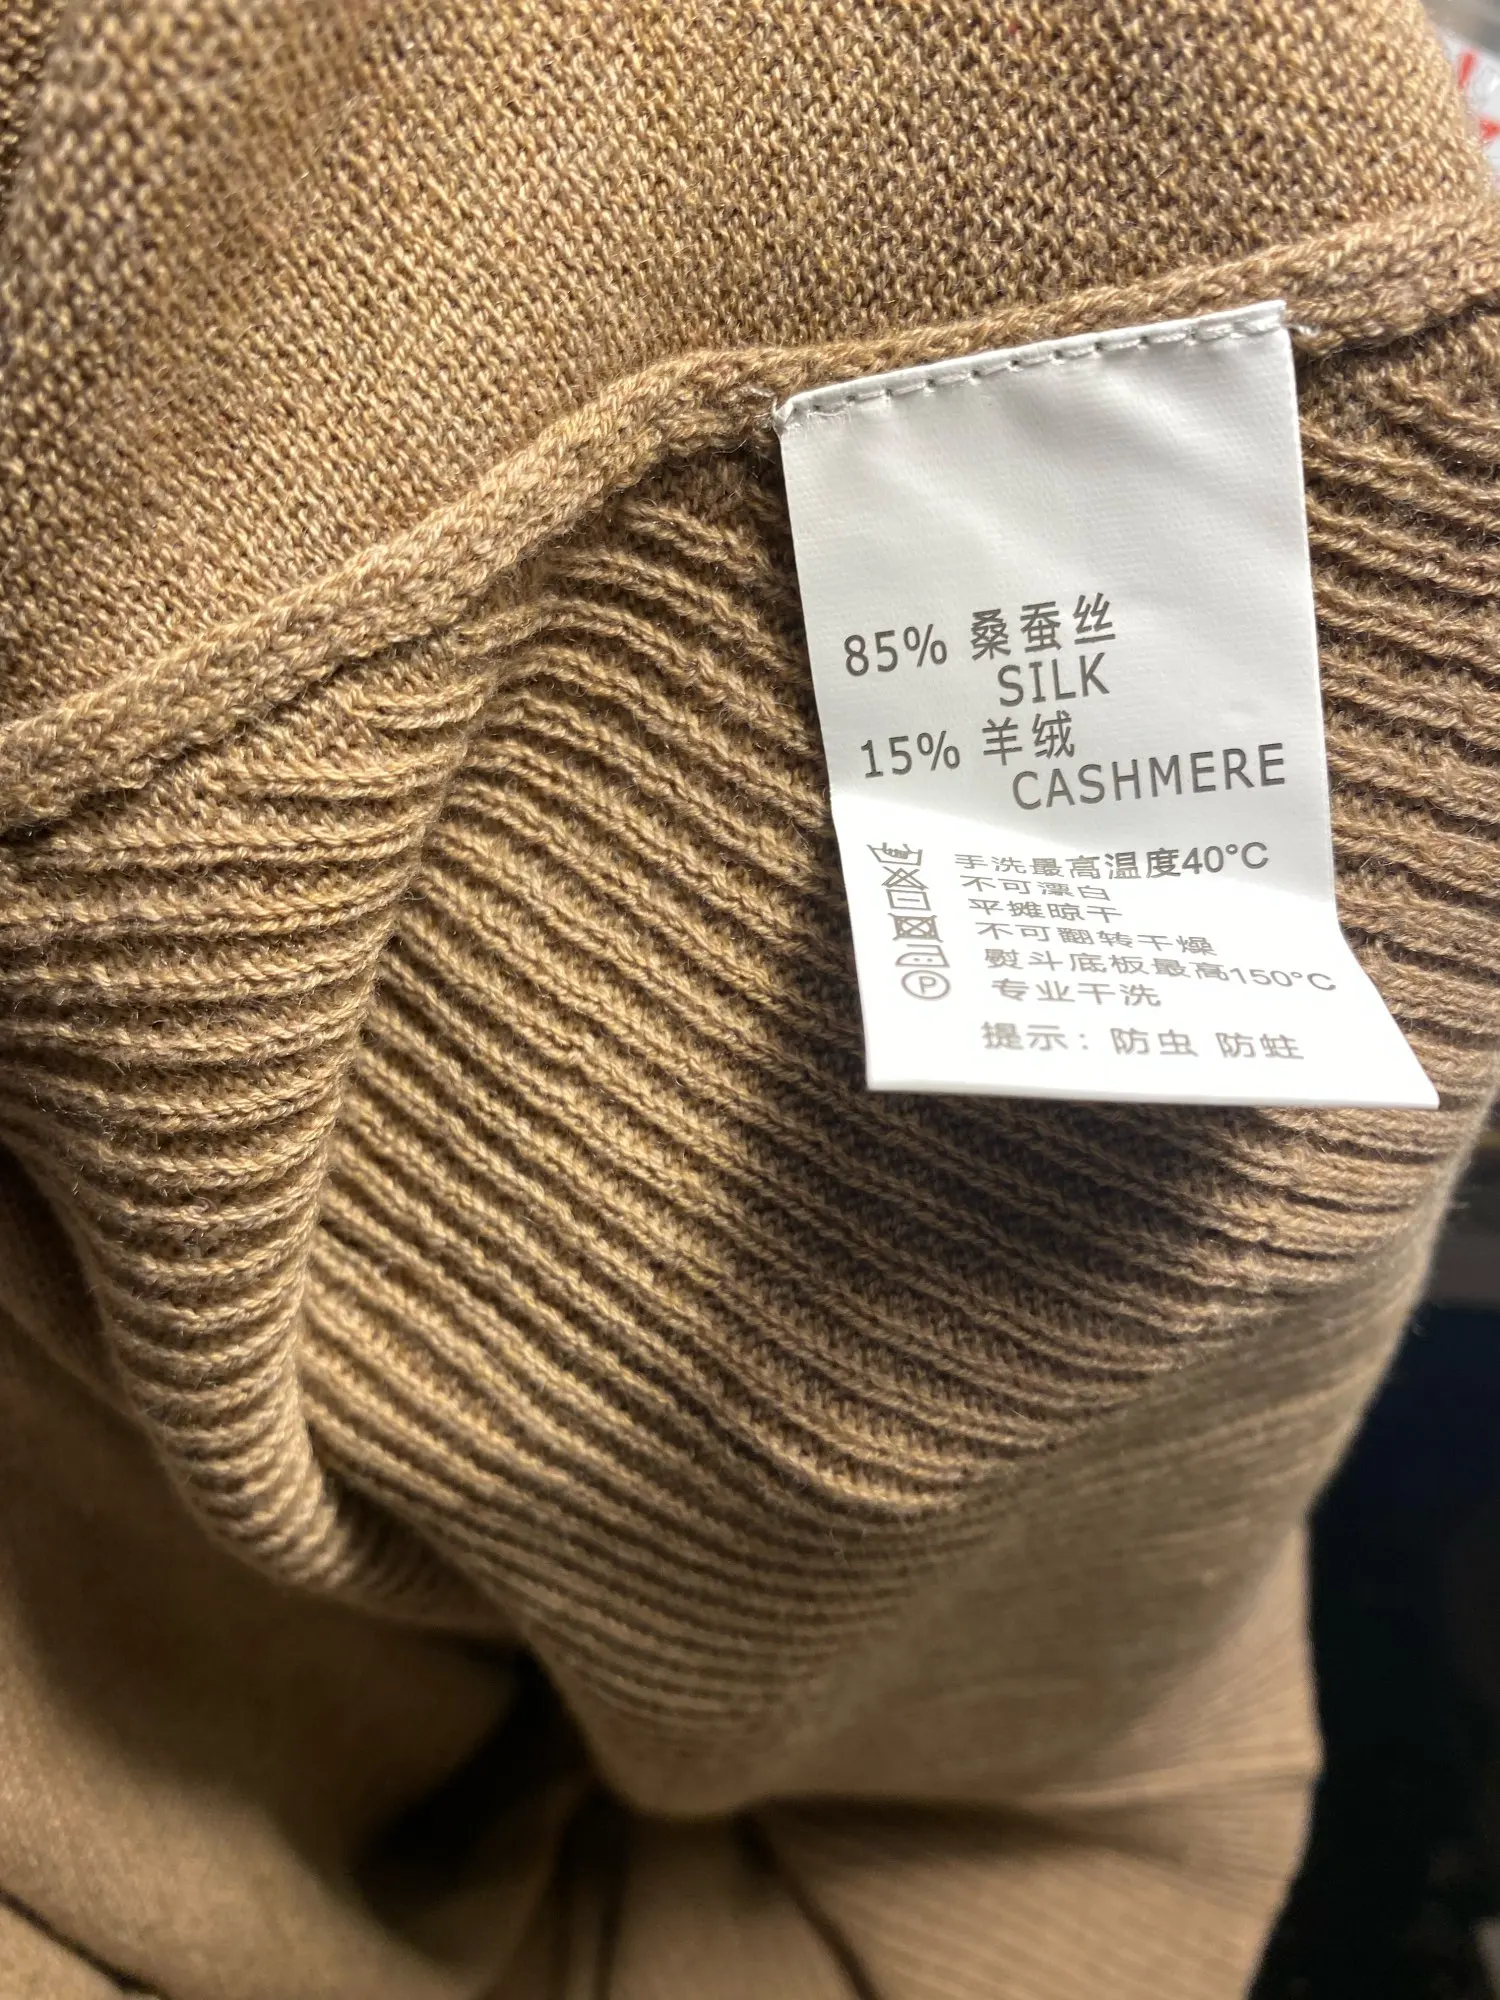 85% 桑蚕丝
SILK
15% 羊绒
CASHMERE
手洗最高温度40°C
不可漂白
平摊晾干
不可翻转干燥
熨斗底板最高150°C
P 专业干洗
提示：防虫 防蛀